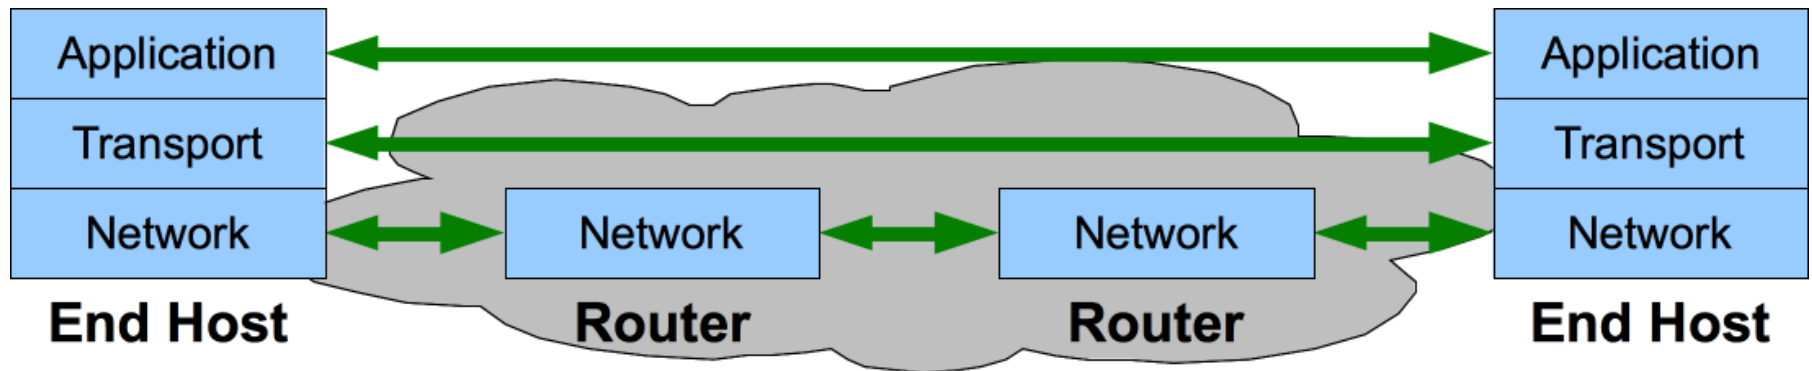 Application
Application
Transport
Transport
Network
Network
Network
Network
End Host
Router
Router
End Host